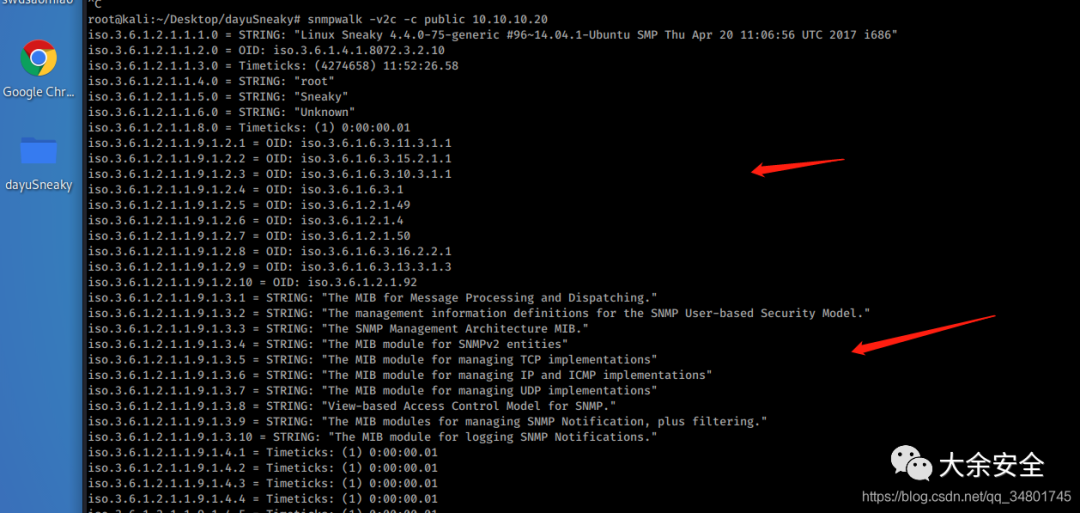 ^C
root@kali:~/Desktop/dayuSneaky# snmpwalk -v2c -c public 10.10.10.20
iso.3.6.1.2.1.1.1.0 = STRING: "Linux Sneaky 4.4.0-75-generic #96~14.04.1-Ubuntu SMP Thu Apr 20 11:06:56 UTC 2017 i686"
iso.3.6.1.2.1.1.2.0 = OID: iso.3.6.1.4.1.8072.3.2.10
iso.3.6.1.2.1.1.3.0 = Timeticks: (4274658) 11:52:26.58
iso.3.6.1.2.1.1.4.0 = STRING: "root"
iso.3.6.1.2.1.1.5.0 = STRING: "Sneaky"
iso.3.6.1.2.1.1.6.0 = STRING: "Unknown"
iso.3.6.1.2.1.1.8.0 = Timeticks: (1) 0:00:00.01
iso.3.6.1.2.1.1.9.1.2.1 = OID: iso.3.6.1.6.3.11.3.1.1
iso.3.6.1.2.1.1.9.1.2.2 = OID: iso.3.6.1.6.3.15.2.1.1
iso.3.6.1.2.1.1.9.1.2.3 = OID: iso.3.6.1.6.3.10.3.1.1
iso.3.6.1.2.1.1.9.1.2.4 = OID: iso.3.6.1.6.3.1
iso.3.6.1.2.1.1.9.1.2.5 = OID: iso.3.6.1.2.1.49
iso.3.6.1.2.1.1.9.1.2.6 = OID: iso.3.6.1.2.1.4
iso.3.6.1.2.1.1.9.1.2.7 = OID: iso.3.6.1.2.1.50
iso.3.6.1.2.1.1.9.1.2.8 = OID: iso.3.6.1.6.3.16.2.2.1
iso.3.6.1.2.1.1.9.1.2.9 = OID: iso.3.6.1.6.3.13.3.1.3
iso.3.6.1.2.1.1.9.1.2.10 = OID: iso.3.6.1.2.1.92
iso.3.6.1.2.1.1.9.1.3.1 = STRING: "The MIB for Message Processing and Dispatching."
iso.3.6.1.2.1.1.9.1.3.2 = STRING: "The management information definitions for the SNMP User-based Security Model."
iso.3.6.1.2.1.1.9.1.3.3 = STRING: "The SNMP Management Architecture MIB."
iso.3.6.1.2.1.1.9.1.3.4 = STRING: "The MIB module for SNMPv2 entities"
iso.3.6.1.2.1.1.9.1.3.5 = STRING: "The MIB module for managing TCP implementations"
iso.3.6.1.2.1.1.9.1.3.6 = STRING: "The MIB module for managing IP and ICMP implementations"
iso.3.6.1.2.1.1.9.1.3.7 = STRING: "The MIB module for managing UDP implementations"
iso.3.6.1.2.1.1.9.1.3.8 = STRING: "View-based Access Control Model for SNMP."
iso.3.6.1.2.1.1.9.1.3.9 = STRING: "The MIB modules for managing SNMP Notification, plus filtering."
iso.3.6.1.2.1.1.9.1.3.10 = STRING: "The MIB module for logging SNMP Notifications."
iso.3.6.1.2.1.1.9.1.4.1 = Timeticks: (1) 0:00:00.01
iso.3.6.1.2.1.1.9.1.4.2 = Timeticks: (1) 0:00:00.01
iso.3.6.1.2.1.1.9.1.4.3 = Timeticks: (1) 0:00:00.01
iso.3.6.1.2.1.1.9.1.4.4 = Timeticks: (1) 0:00:00.01
Google Chr...
dayuSneaky
大余安全
https://blog.csdn.net/qq_34801745